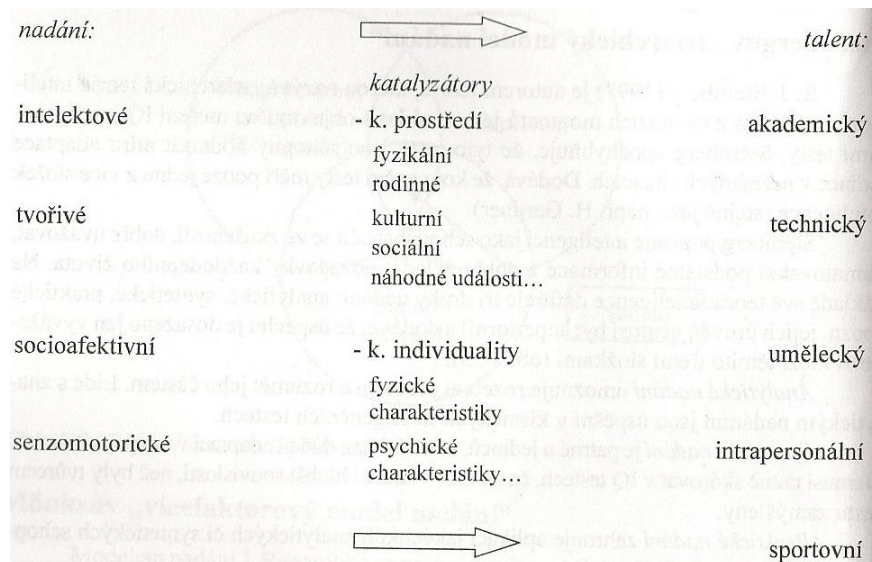 nadání:
talent:
katalyzátory
intelektové
- k. prostředí
akademický
fyzikální
rodinné
tvořivé
kulturní
technický
sociální
náhodné události…
socioafektivní
- k. individuality
umělecký
fyzické
charakteristiky
senzomotorické
psychické
intrapersonální
charakteristiky…
sportovní